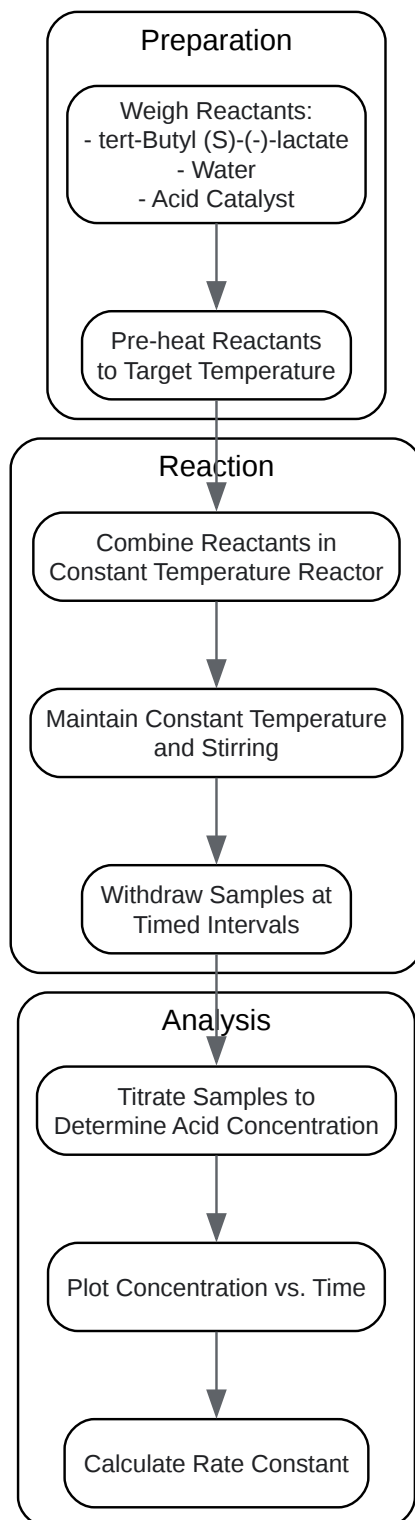 Preparation
Weigh Reactants:
- tert-Butyl (S)-(-)-lactate
- Water
- Acid Catalyst
Pre-heat Reactants
to Target Temperature
Reaction
Combine Reactants in
Constant Temperature Reactor
Maintain Constant Temperature
and Stirring
Withdraw Samples at
Timed Intervals
Analysis
Titrate Samples to
Determine Acid Concentration
Plot Concentration vs. Time
Calculate Rate Constant